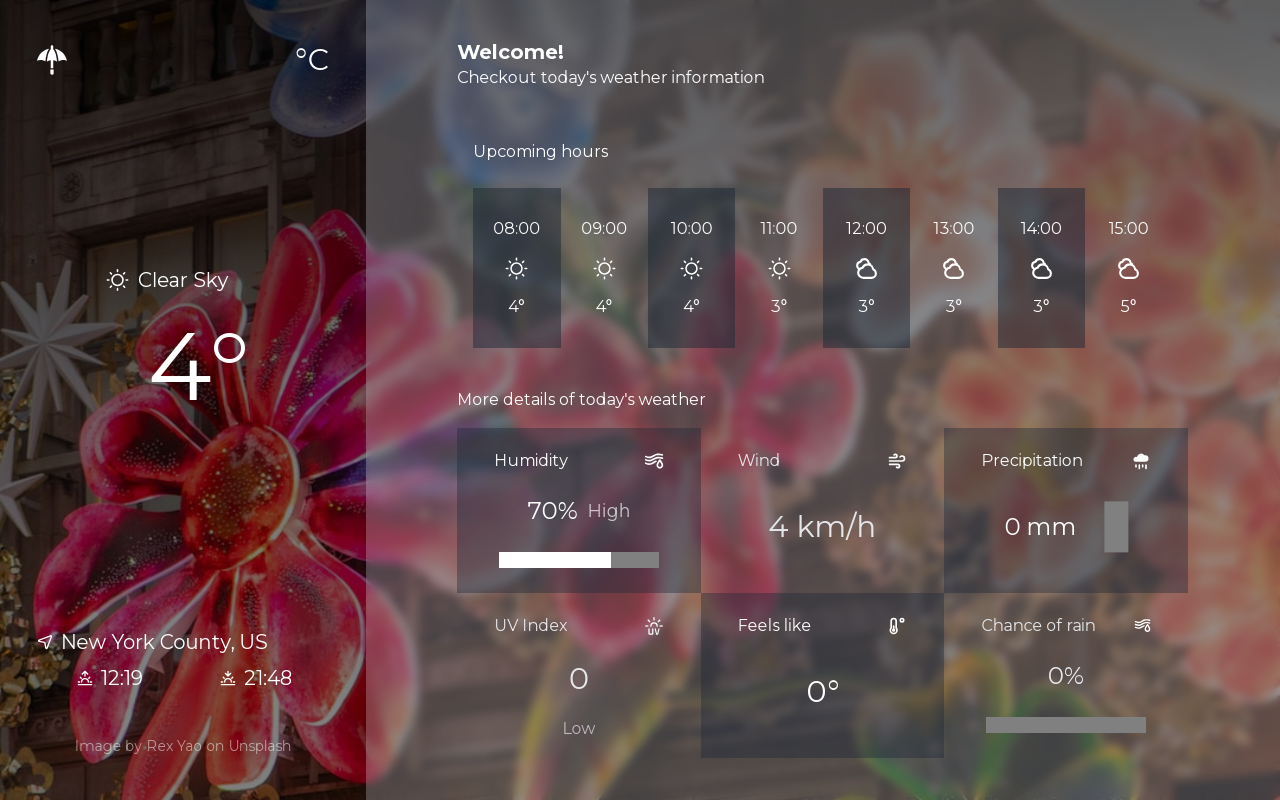 °C
Clear Sky
4°
New York County, US
12:19 21:48
Image by Rex Yao on Unsplash
Welcome!
Checkout today's weather information
Upcoming hours
08:00 09:00 10:00 11:00 12:00 13:00 14:00 15:00
4° 4° 4° 3° 3° 3° 3° 5°
More details of today's weather
Humidity
70% High
Wind
4 km/h
Precipitation
0 mm
UV Index
UV
0
Low
Feels like
0°
Chance of rain
0%